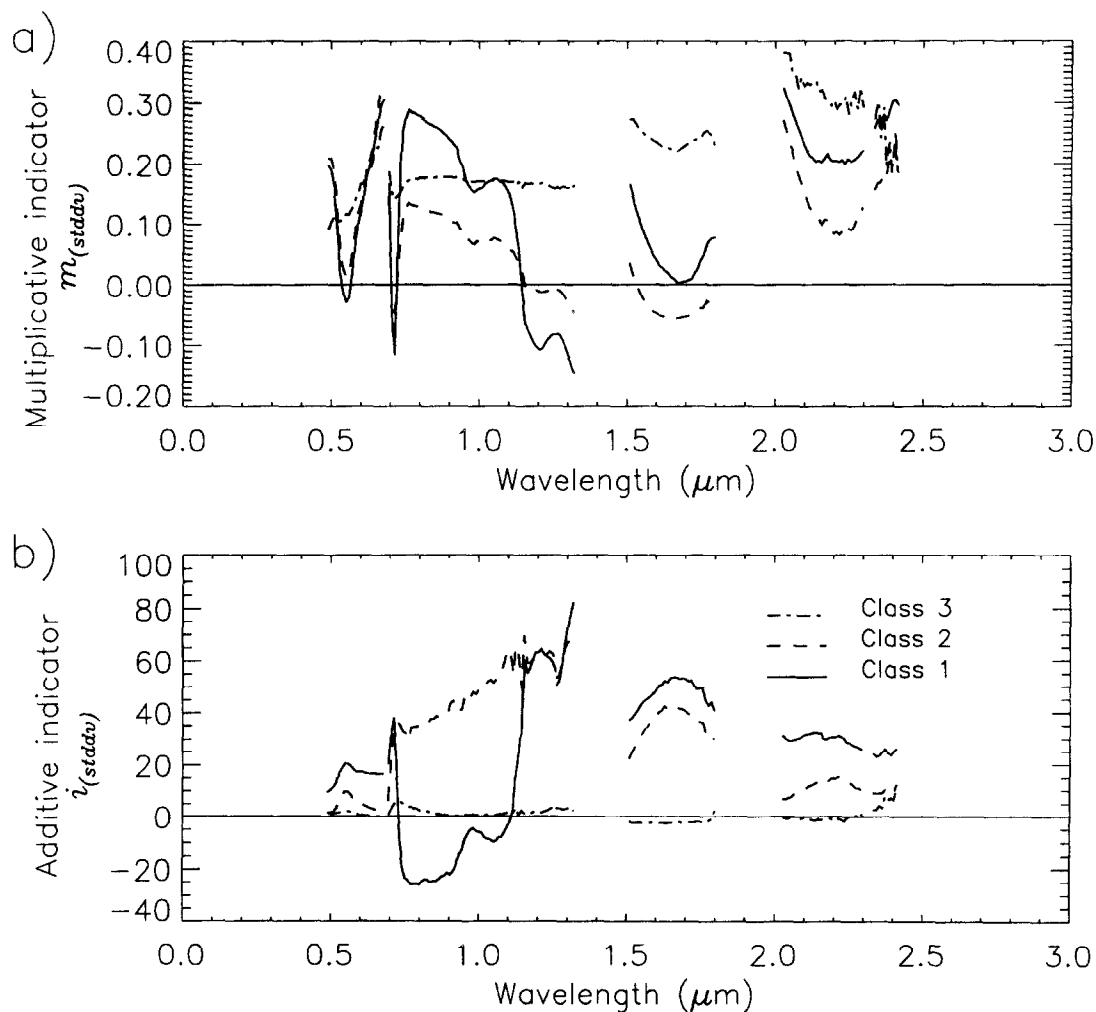 a)
Multiplicative indicator
m(stddv)
0.40
0.30
0.20
0.10
0.00
−0.10
−0.20
0.0 0.5 1.0 1.5 2.0 2.5 3.0
Wavelength (μm)
b)
Additive indicator
i(stddv)
100
80
60
40
20
0
−20
−40
Class 3
Class 2
Class 1
0.0 0.5 1.0 1.5 2.0 2.5 3.0
Wavelength (μm)